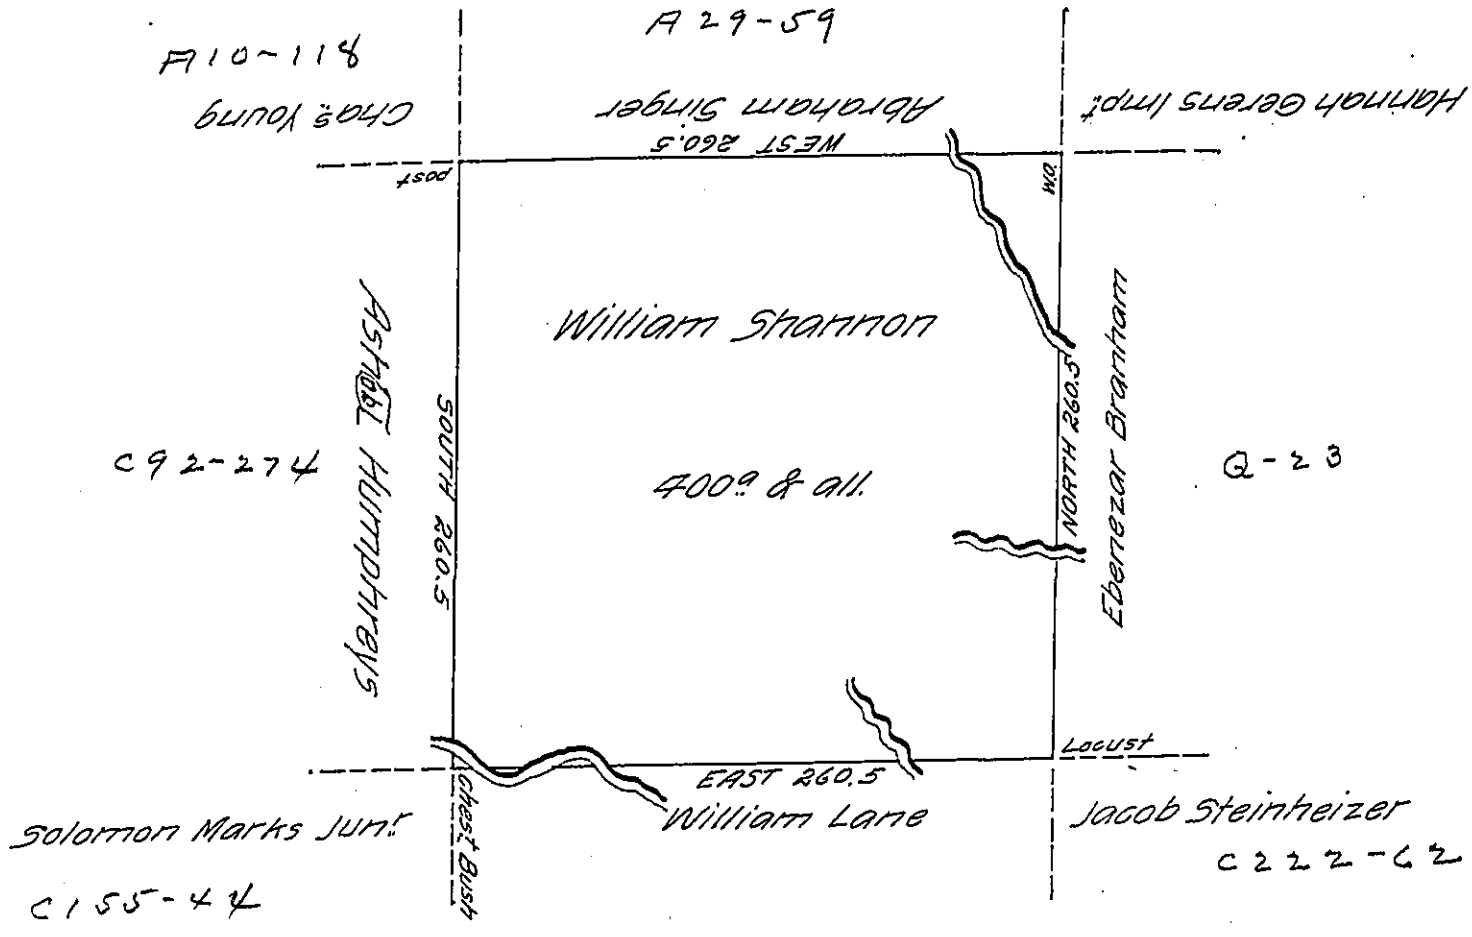 A 29-59
A10-118
Chas. Young
Abraham Singer
Hannah Gerens Impt
WEST 260.5
post
W.O.
William Shannon
Ashbel Humphreys
SOUTH 260.5
NORTH 260.5
Ebenezar Branham
C92-274
400a. & all.
Q-23
Locust
EAST 260.5
Chest. Bush
Solomon Marks Junr.
William Lane
Jacob Steinheizer
C222-62
C155-44